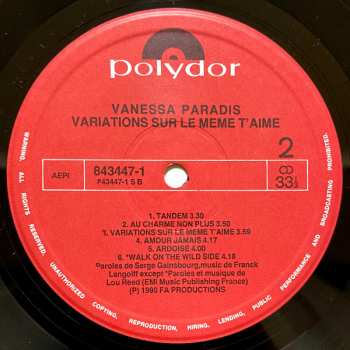 polydor
VANESSA PARADIS
VARIATIONS SUR LE MEME T'AIME
AEPI
843447-1
P43447-1 S B
2
33⅓
1. TANDEM 3.30
2. AU CHARME NON PLUS 3.50
3. VARIATIONS SUR LE MEME T'AIME 3.59
4. AMOUR JAMAIS 4.17
5. ARDOISE 4.00
6. *WALK ON THE WILD SIDE 4.18
Paroles de Serge Gainsbourg,musique de Franck
Langolff except *Paroles et musique de
Lou Reed (EMI Music Publishing France)
(P) 1990 FA PRODUCTIONS
WARNING. ALL RIGHTS RESERVED. UNAUTHORIZED COPYING, REPRODUCTION, HIRING, LENDING, PUBLIC PERFORMANCE AND BROADCASTING PROHIBITED.